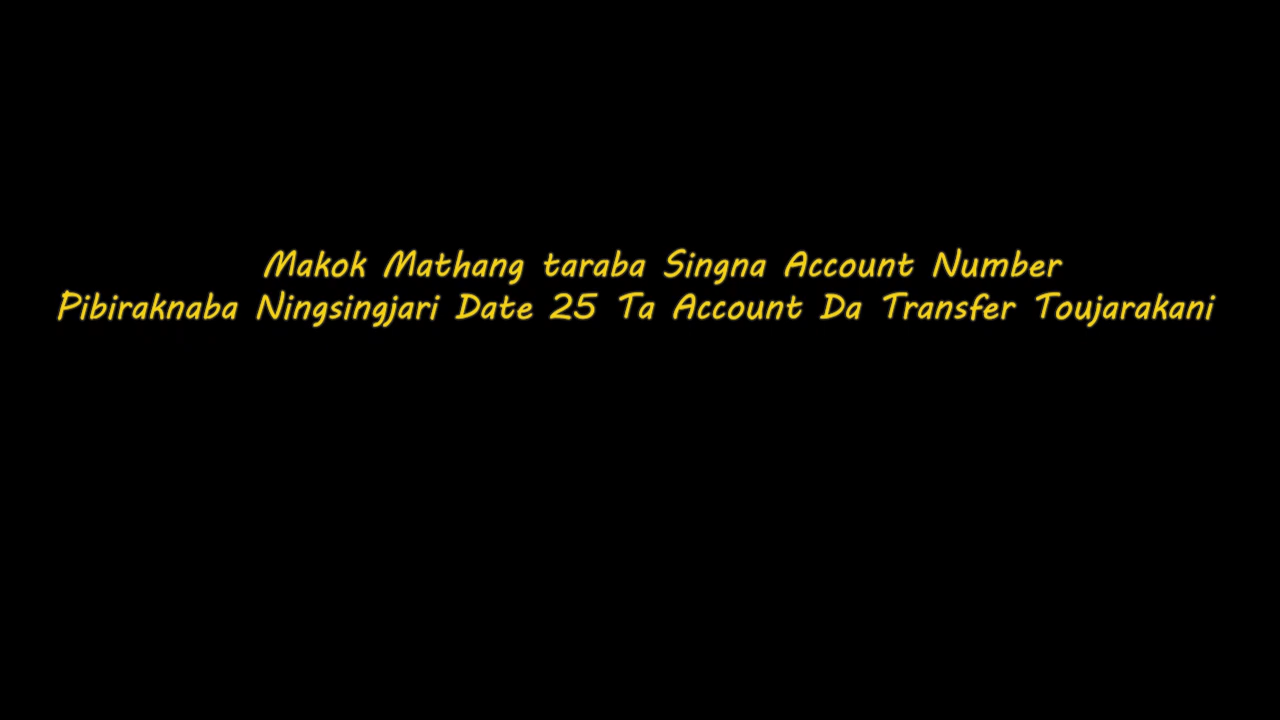 Makok Mathang taraba Singna Account Number
Pibiraknaba Ningsingjari Date 25 Ta Account Da Transfer Toujarakani